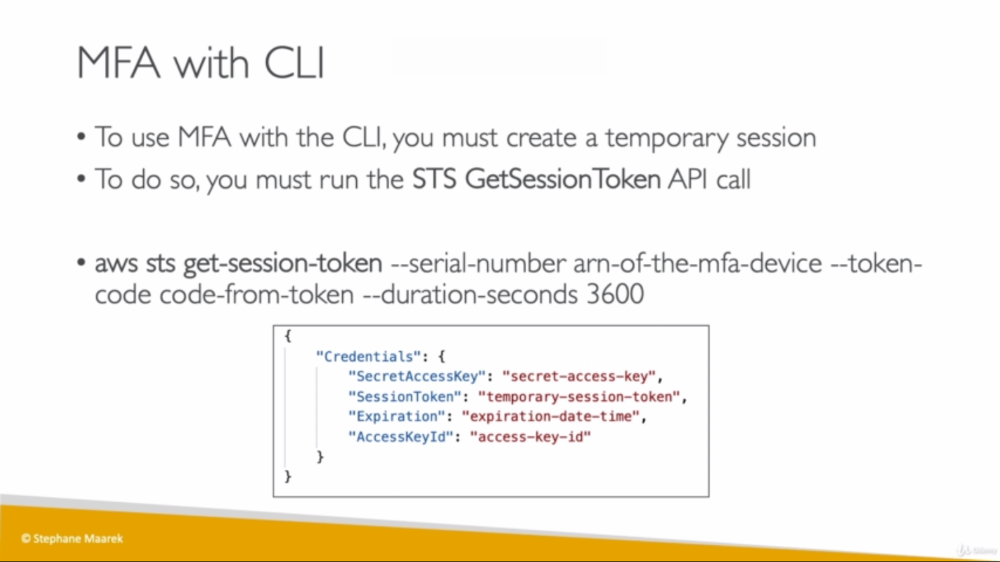 MFA with CLI
• To use MFA with the CLI, you must create a temporary session
• To do so, you must run the STS GetSessionToken API call
• aws sts get-session-token --serial-number arn-of-the-mfa-device --token-
code code-from-token --duration-seconds 3600
{
"Credentials": {
"SecretAccessKey": "secret-access-key",
"SessionToken": "temporary-session-token",
"Expiration": "expiration-date-time",
"AccessKeyId": "access-key-id"
}
}
© Stephane Maarek
Udemy